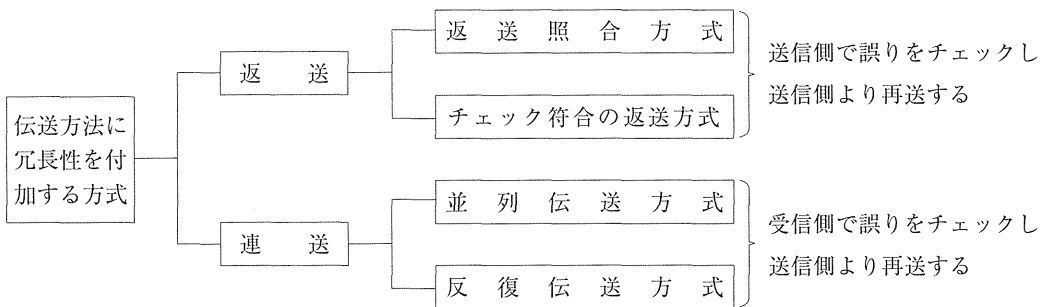 伝送方法に
冗長性を付
加する方式
返送
返送照合方式
チェック符合の返送方式
送信側で誤りをチェックし
送信側より再送する
連送
並列伝送方式
反復伝送方式
受信側で誤りをチェックし
送信側より再送する